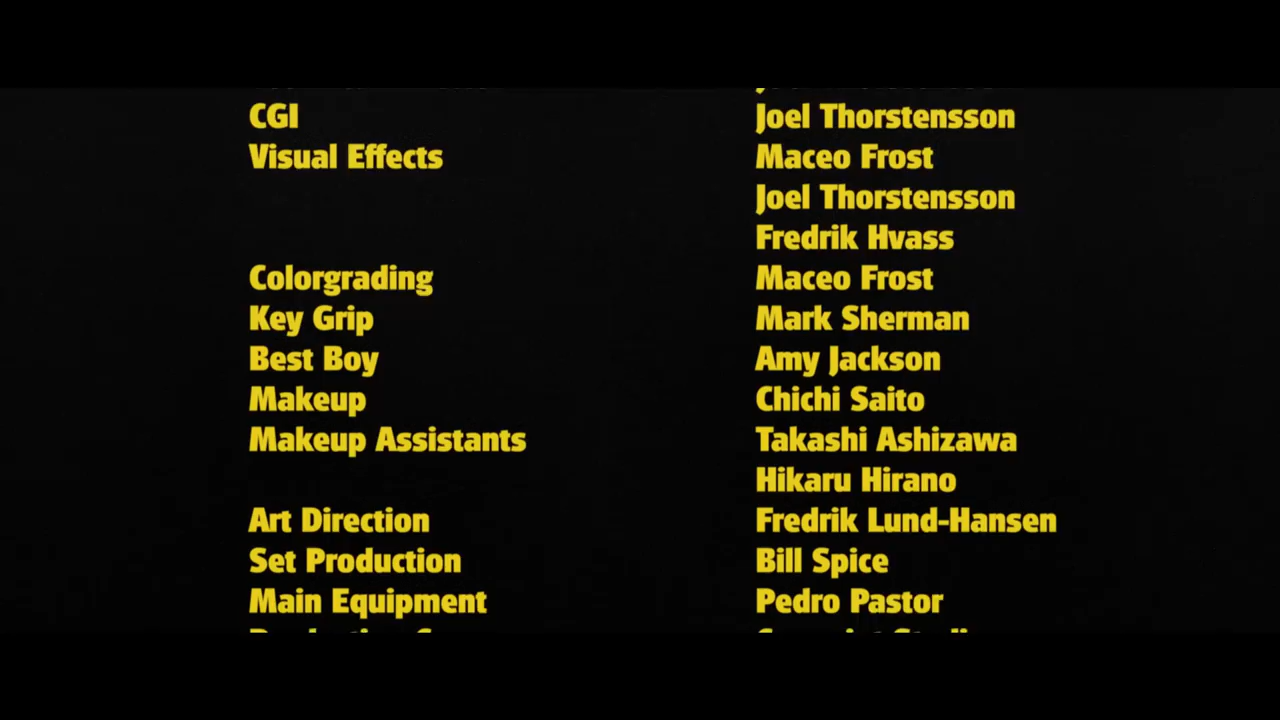 CGI Joel Thorstensson
Visual Effects Maceo Frost
Joel Thorstensson
Fredrik Hvass
Colorgrading Maceo Frost
Key Grip Mark Sherman
Best Boy Amy Jackson
Makeup Chichi Saito
Makeup Assistants Takashi Ashizawa
Hikaru Hirano
Art Direction Fredrik Lund-Hansen
Set Production Bill Spice
Main Equipment Pedro Pastor